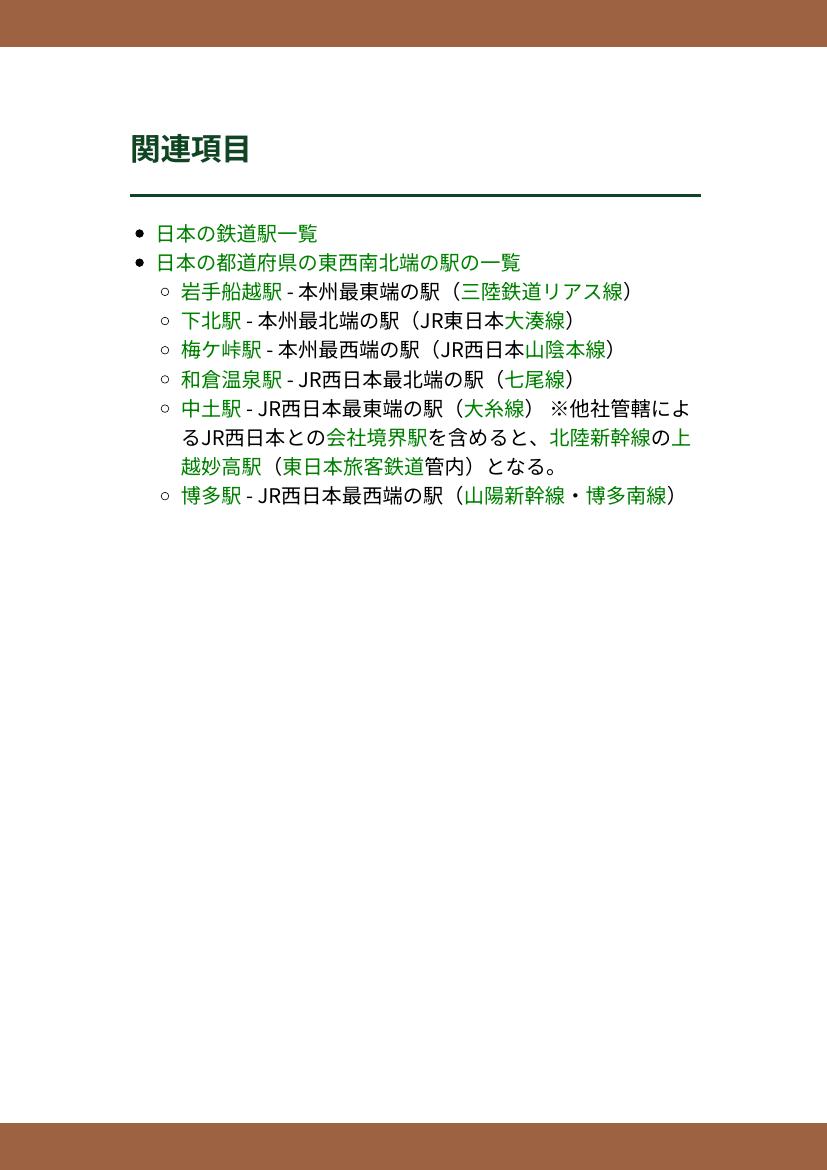 関連項目
日本の鉄道駅一覧
日本の都道府県の東西南北端の駅の一覧
岩手船越駅 - 本州最東端の駅（三陸鉄道リアス線）
下北駅 - 本州最北端の駅（JR東日本大湊線）
梅ケ峠駅 - 本州最西端の駅（JR西日本山陰本線）
和倉温泉駅 - JR西日本最北端の駅（七尾線）
中土駅 - JR西日本最東端の駅（大糸線） ※他社管轄によ
るJR西日本との会社境界駅を含めると、北陸新幹線の上
越妙高駅（東日本旅客鉄道管内）となる。
博多駅 - JR西日本最西端の駅（山陽新幹線・博多南線）